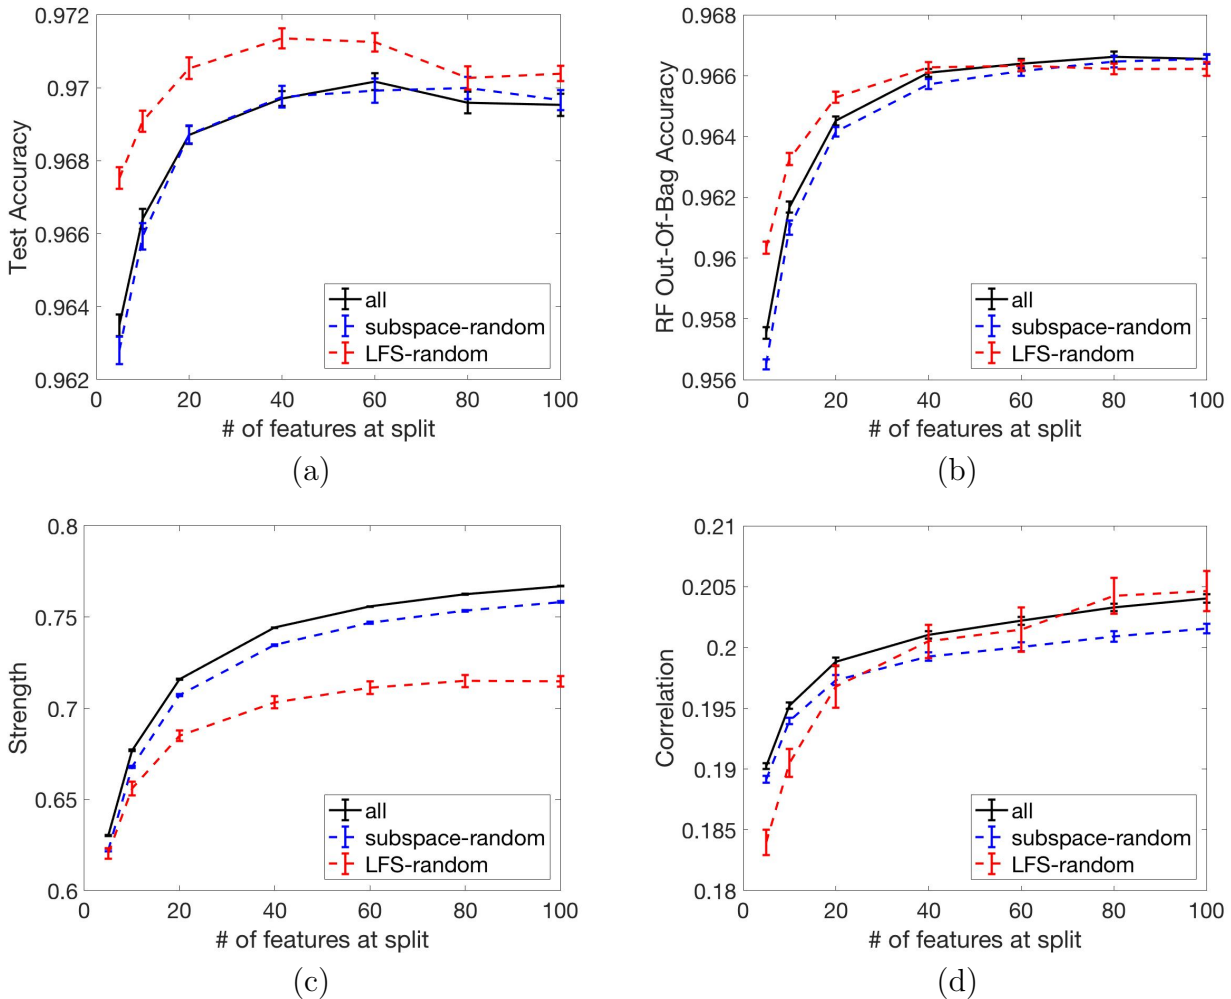 0.972
0.97
0.968
0.966
0.964
0.962
Test Accuracy
0 20 40 60 80 100
# of features at split
all
subspace-random
LFS-random
(a)
0.968
0.966
0.964
0.962
0.96
0.958
0.956
RF Out-Of-Bag Accuracy
0 20 40 60 80 100
# of features at split
all
subspace-random
LFS-random
(b)
0.8
0.75
0.7
0.65
0.6
Strength
0 20 40 60 80 100
# of features at split
all
subspace-random
LFS-random
(c)
0.21
0.205
0.2
0.195
0.19
0.185
0.18
Correlation
0 20 40 60 80 100
# of features at split
all
subspace-random
LFS-random
(d)